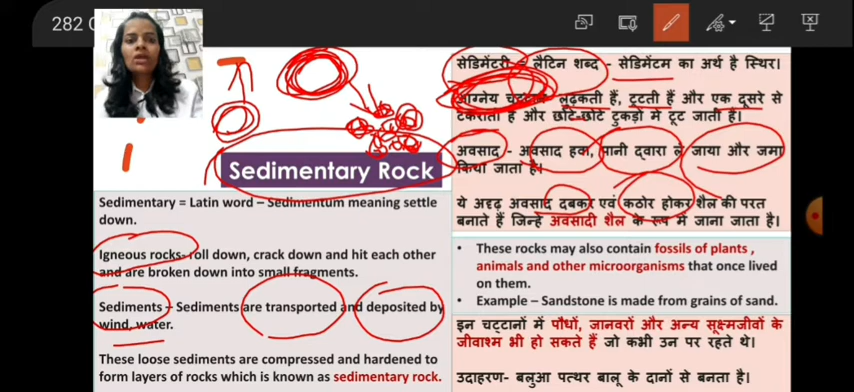 282
Sedimentary Rock
Sedimentary = Latin word – Sedimentum meaning settle
down.
Igneous rocks- roll down, crack down and hit each other
and are broken down into small fragments.
Sediments – Sediments are transported and deposited by
wind, water.
These loose sediments are compressed and hardened to
form layers of rocks which is known as sedimentary rock.
सेडिमेंटरी – लैटिन शब्द - सेडिमेंटम का अर्थ है स्थिर।
आग्नेय लुढ़कती हैं, टूटती हैं और एक दूसरे से
टकराती हैं और छोटे-छोटे टुकड़ों में टूट जाती हैं।
अवसाद - अवसाद हवा, पानी द्वारा ले जाया और जमा
किया जाता है।
ये अदृढ़ अवसाद दबकर एवं कठोर होकर शैल की परत
बनाते हैं जिन्हे अवसादी शैल के रूप में जाना जाता है।
• These rocks may also contain fossils of plants ,
animals and other microorganisms that once lived
on them.
• Example – Sandstone is made from grains of sand.
इन चट्टानों में पौधों, जानवरों और अन्य सूक्ष्मजीवों के
जीवाश्म भी हो सकते हैं जो कभी उन पर रहते थे।
उदाहरण- बलुआ पत्थर बालू के दानों से बनता है।